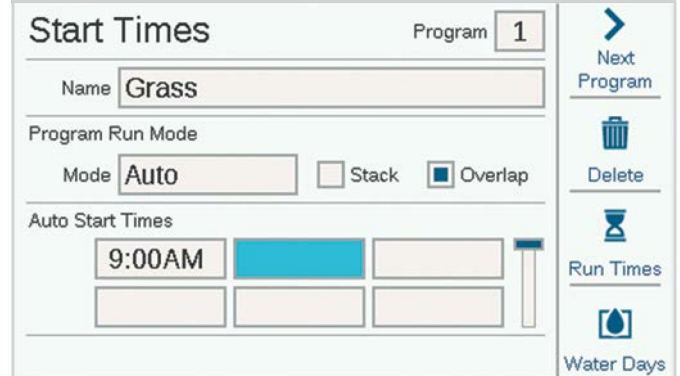 Start Times
Program 1
Name Grass
Program Run Mode
Mode Auto Stack Overlap
Auto Start Times
9:00AM
Next
Program
Delete
Run Times
Water Days